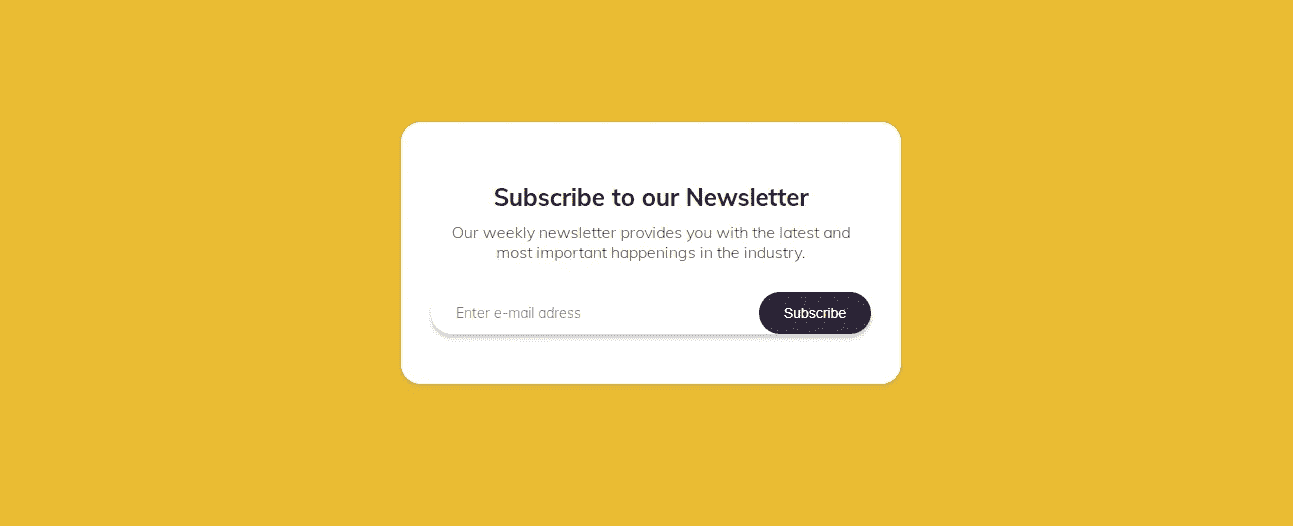 Subscribe to our Newsletter
Our weekly newsletter provides you with the latest and
most important happenings in the industry.
Enter e-mail adress
Subscribe